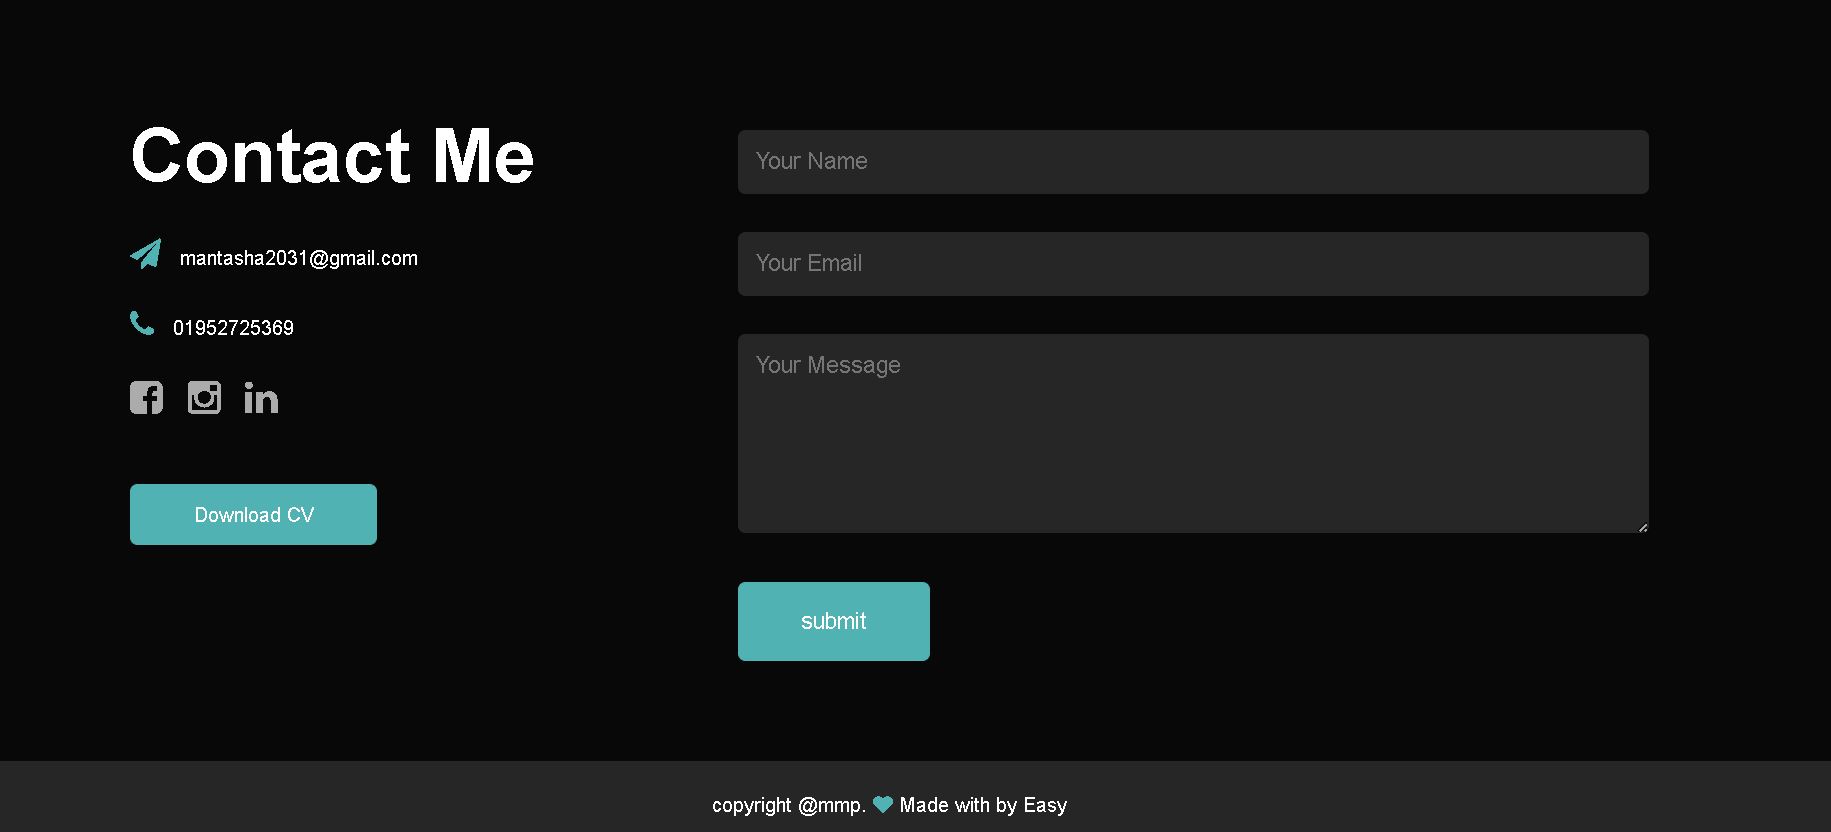 Contact Me
mantasha2031@gmail.com
01952725369
Download CV
Your Name
Your Email
Your Message
submit
copyright @mmp. Made with by Easy